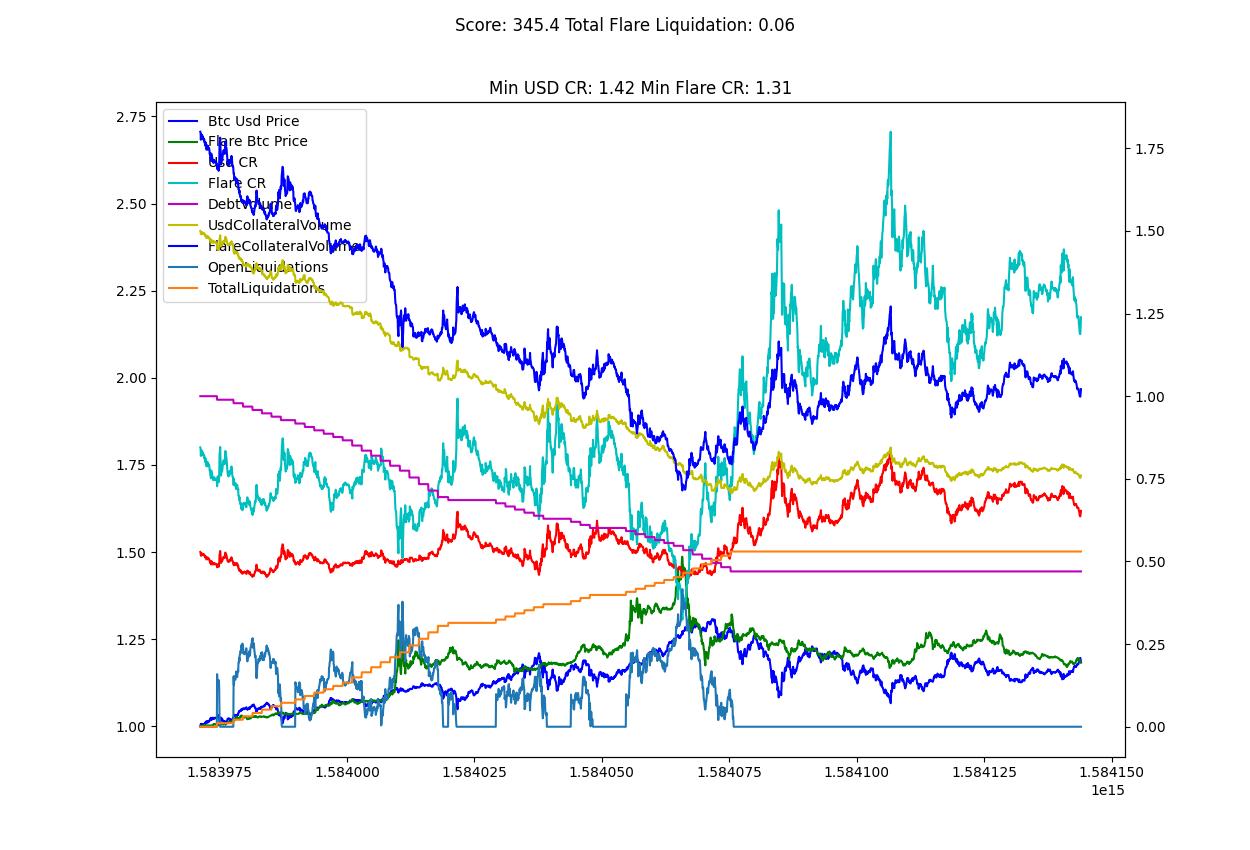 Score: 345.4 Total Flare Liquidation: 0.06
Min USD CR: 1.42 Min Flare CR: 1.31
Btc Usd Price
Flare Btc Price
Usd CR
Flare CR
DebtVolume
UsdCollateralVolume
FlareCollateralVolume
OpenLiquidations
TotalLiquidations
2.75
2.50
2.25
2.00
1.75
1.50
1.25
1.00
1.75
1.50
1.25
1.00
0.75
0.50
0.25
0.00
1.583975
1.584000
1.584025
1.584050
1.584075
1.584100
1.584125
1.584150
1e15